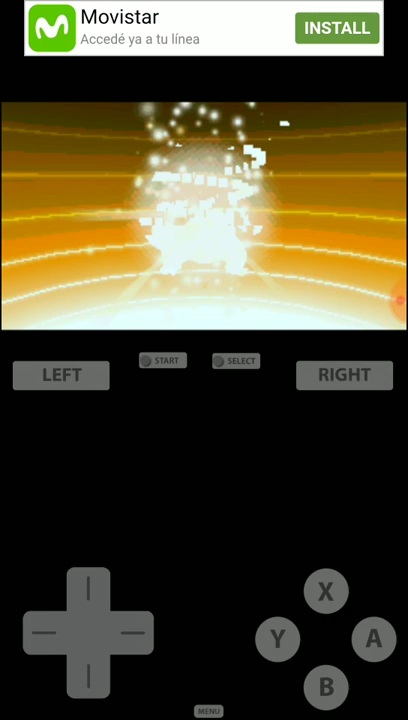 Movistar
Accedé ya a tu línea
INSTALL
START
SELECT
LEFT
RIGHT
X
Y
A
B
MENU